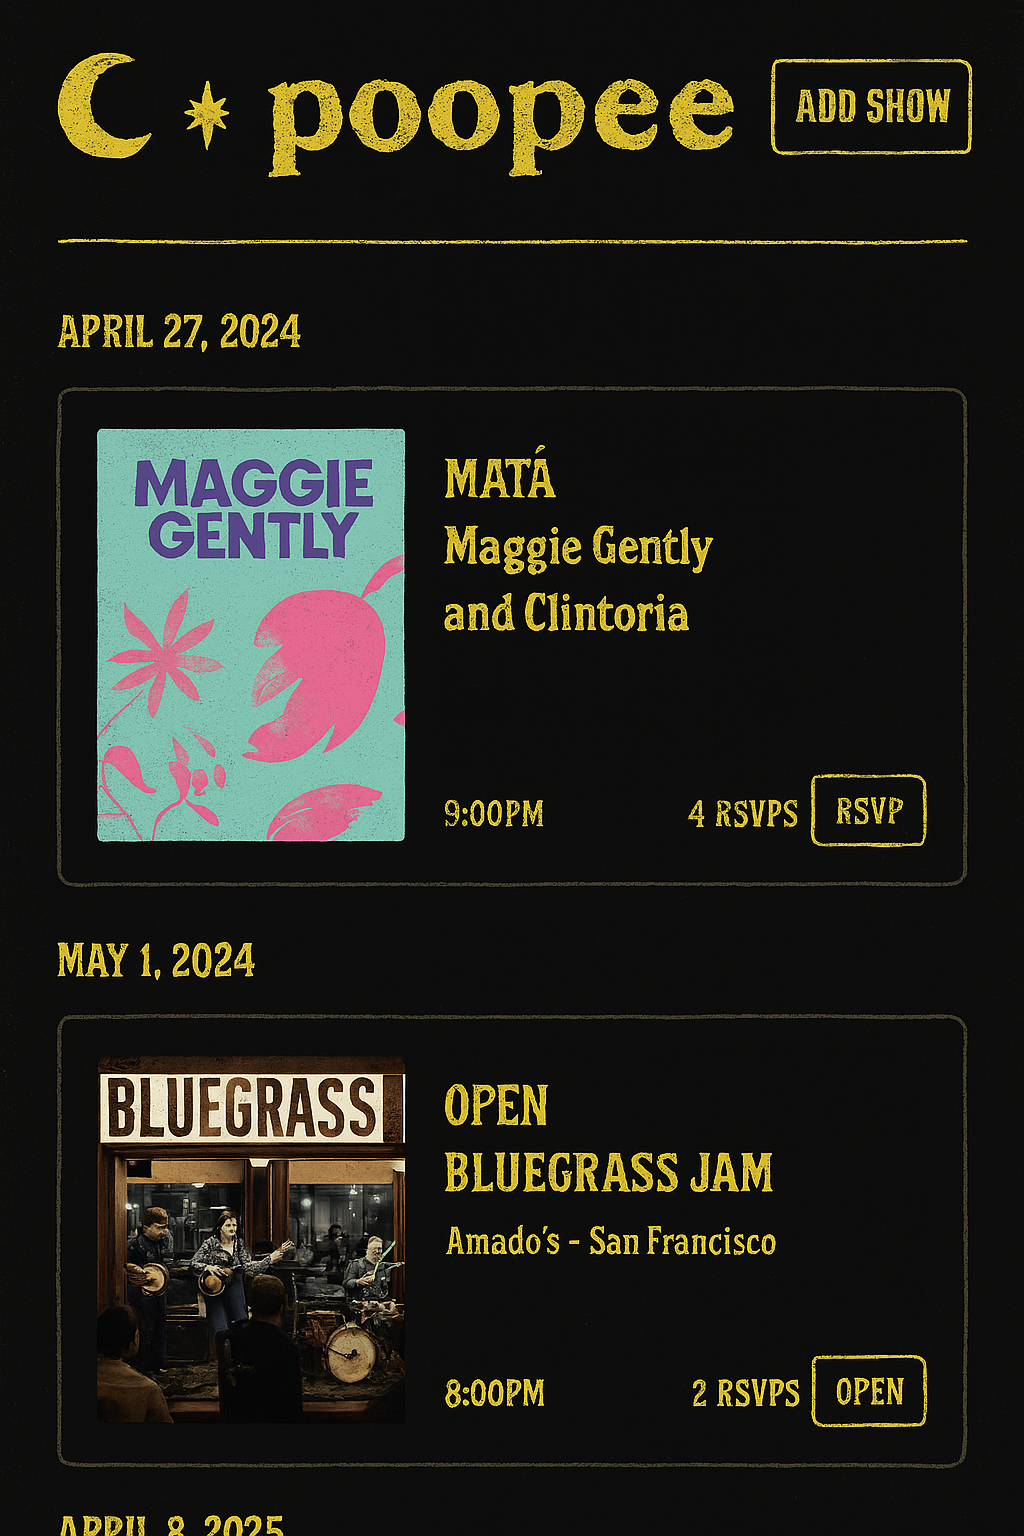 poopee
ADD SHOW
APRIL 27, 2024
MAGGIE
GENTLY
MATÁ
Maggie Gently
and Clintoria
9:00PM
4 RSVPS
RSVP
MAY 1, 2024
BLUEGRASS
OPEN
BLUEGRASS JAM
Amado's - San Francisco
8:00PM
2 RSVPS
OPEN
APRIL 8, 2025